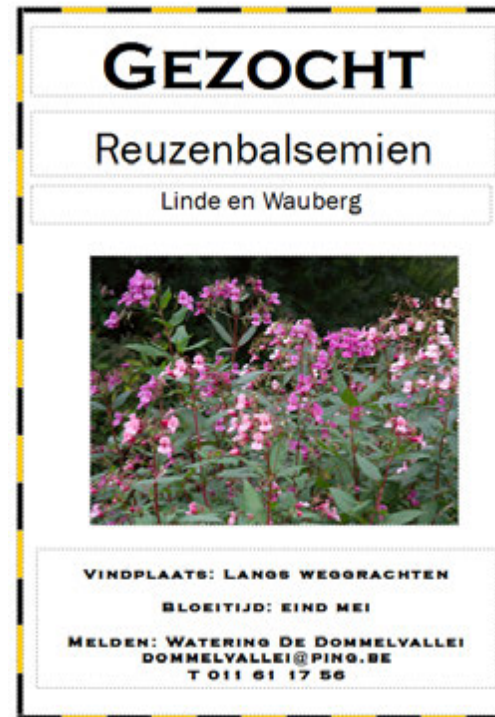 GEZOCHT
Reuzenbalsemien
Linde en Wauberg
VINDPLAATS: LANGS WEGGRACHTEN
BLOEITIJD: EIND MEI
MELDEN: WATERING DE DOMMELVALLEI
DOMMELVALLEI@PING.BE
T 011 61 17 56